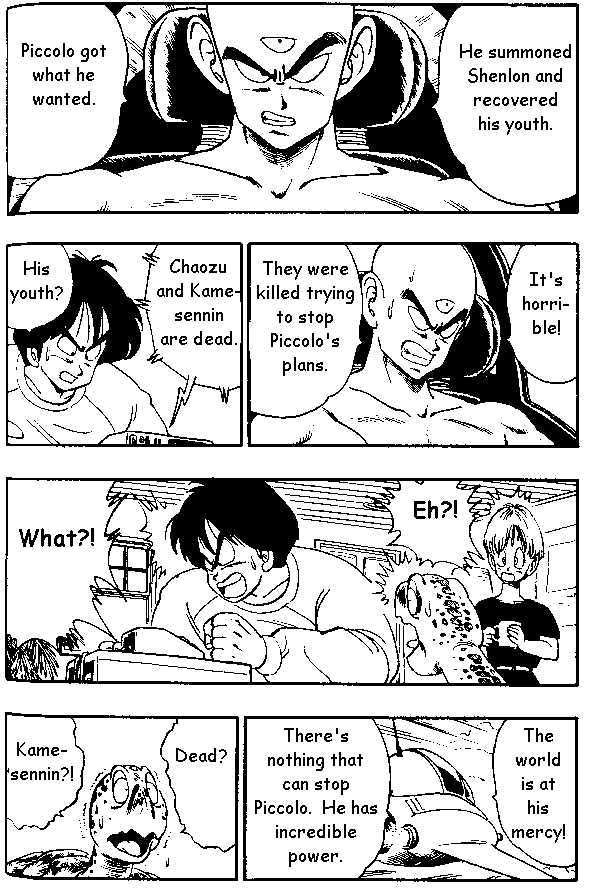 Piccolo got
what he
wanted.
He summoned
Shenlon and
recovered
his youth.
His
youth?
Chaozu
and Kame-
sennin
are dead.
They were
killed trying
to stop
Piccolo's
plans.
It's
horri-
ble!
What?!
Eh?!
Kame-
sennin?!
Dead?
There's
nothing that
can stop
Piccolo. He has
incredible
power.
The
world
is at
his
mercy!